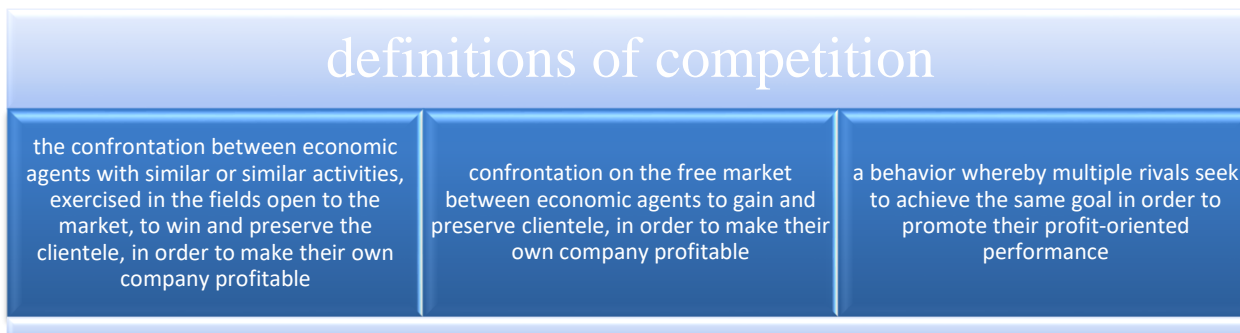 definitions of competition
the confrontation between economic
agents with similar or similar activities,
exercised in the fields open to the
market, to win and preserve the
clientele, in order to make their own
company profitable
confrontation on the free market
between economic agents to gain and
preserve clientele, in order to make their
own company profitable
a behavior whereby multiple rivals seek
to achieve the same goal in order to
promote their profit-oriented
performance